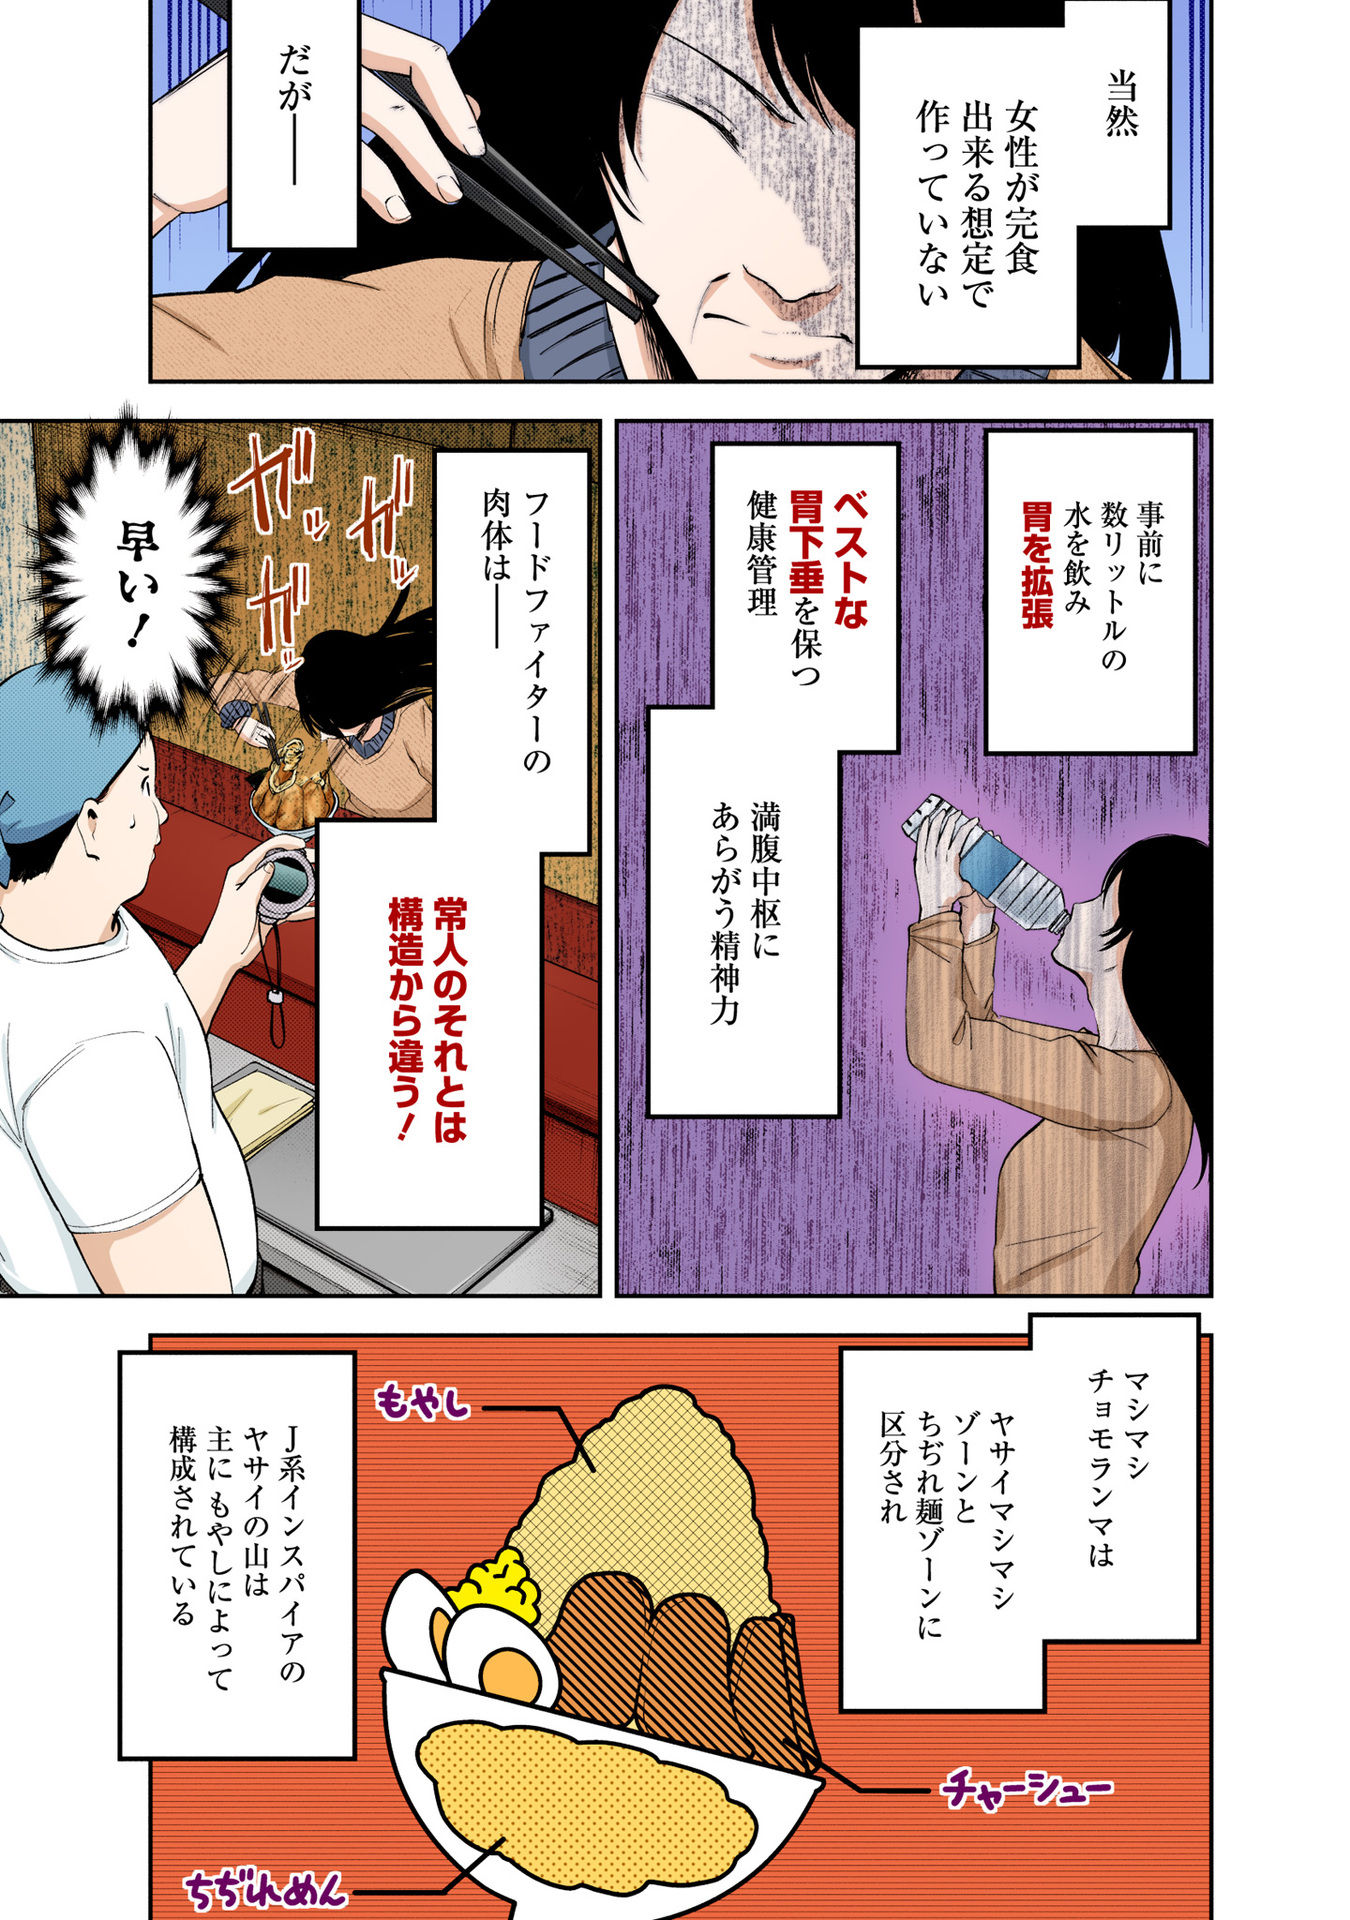 当然
女性が完食
出来る想定で
作っていない
だが――
事前に
数リットルの
水を飲み
胃を拡張
ベストな
胃下垂を保つ
健康管理
満腹中枢に
あらがう精神力
フードファイターの
肉体は――
常人のそれとは
構造から違う！
ガッ
ガッ
ガッ
早い！
マシマシ
チョモランマは
ヤサイマシマシ
ゾーンと
ちぢれ麺ゾーンに
区分され
もやし
チャーシュー
ちぢれめん
J系インスパイアの
ヤサイの山は
主にもやしによって
構成されている